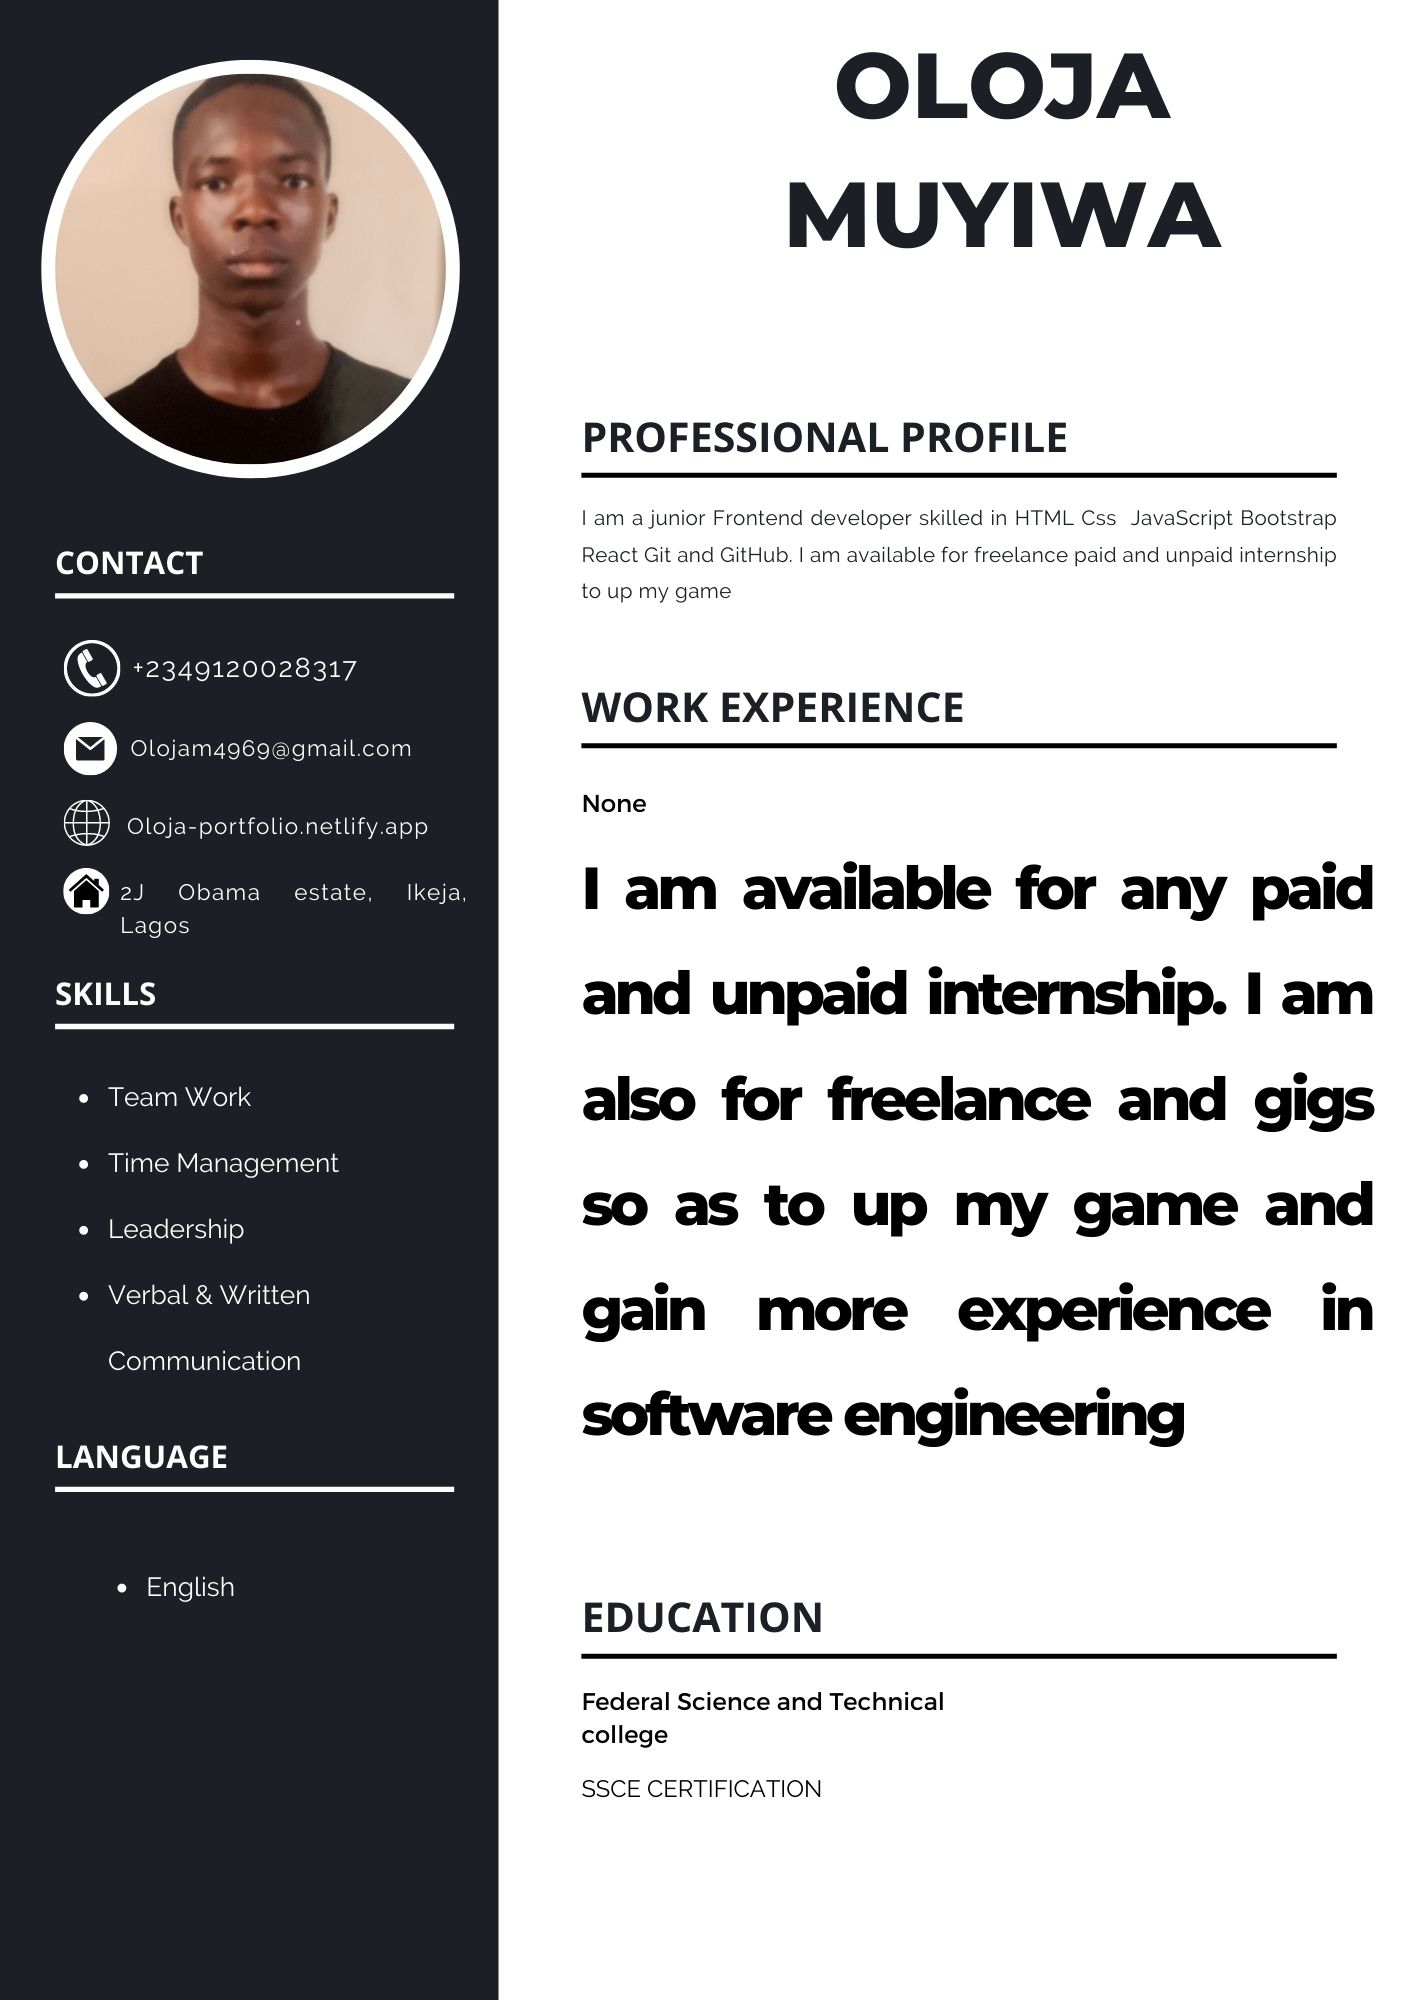 OLOJA
MUYIWA
CONTACT
+2349120028317
Olojam4969@gmail.com
Oloja-portfolio.netlify.app
2J Obama estate, Ikeja,
Lagos
SKILLS
Team Work
Time Management
Leadership
Verbal & Written
Communication
LANGUAGE
English
PROFESSIONAL PROFILE
I am a junior Frontend developer skilled in HTML Css JavaScript Bootstrap
React Git and GitHub. I am available for freelance paid and unpaid internship
to up my game
WORK EXPERIENCE
None
I am available for any paid
and unpaid internship. I am
also for freelance and gigs
so as to up my game and
gain more experience in
software engineering
EDUCATION
Federal Science and Technical
college
SSCE CERTIFICATION